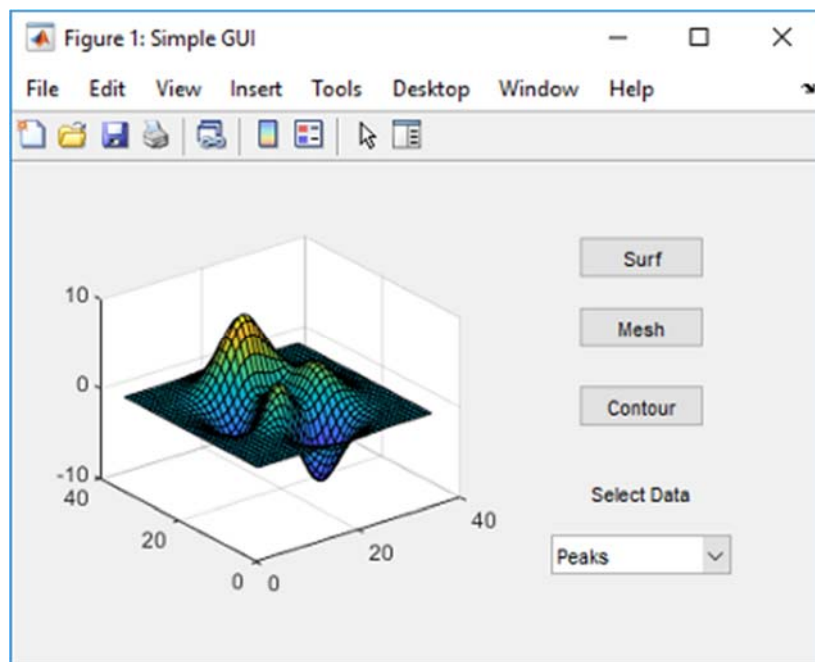 Figure 1: Simple GUI
File Edit View Insert Tools Desktop Window Help
10
0
-10
40
20
0
0
20
40
Surf
Mesh
Contour
Select Data
Peaks